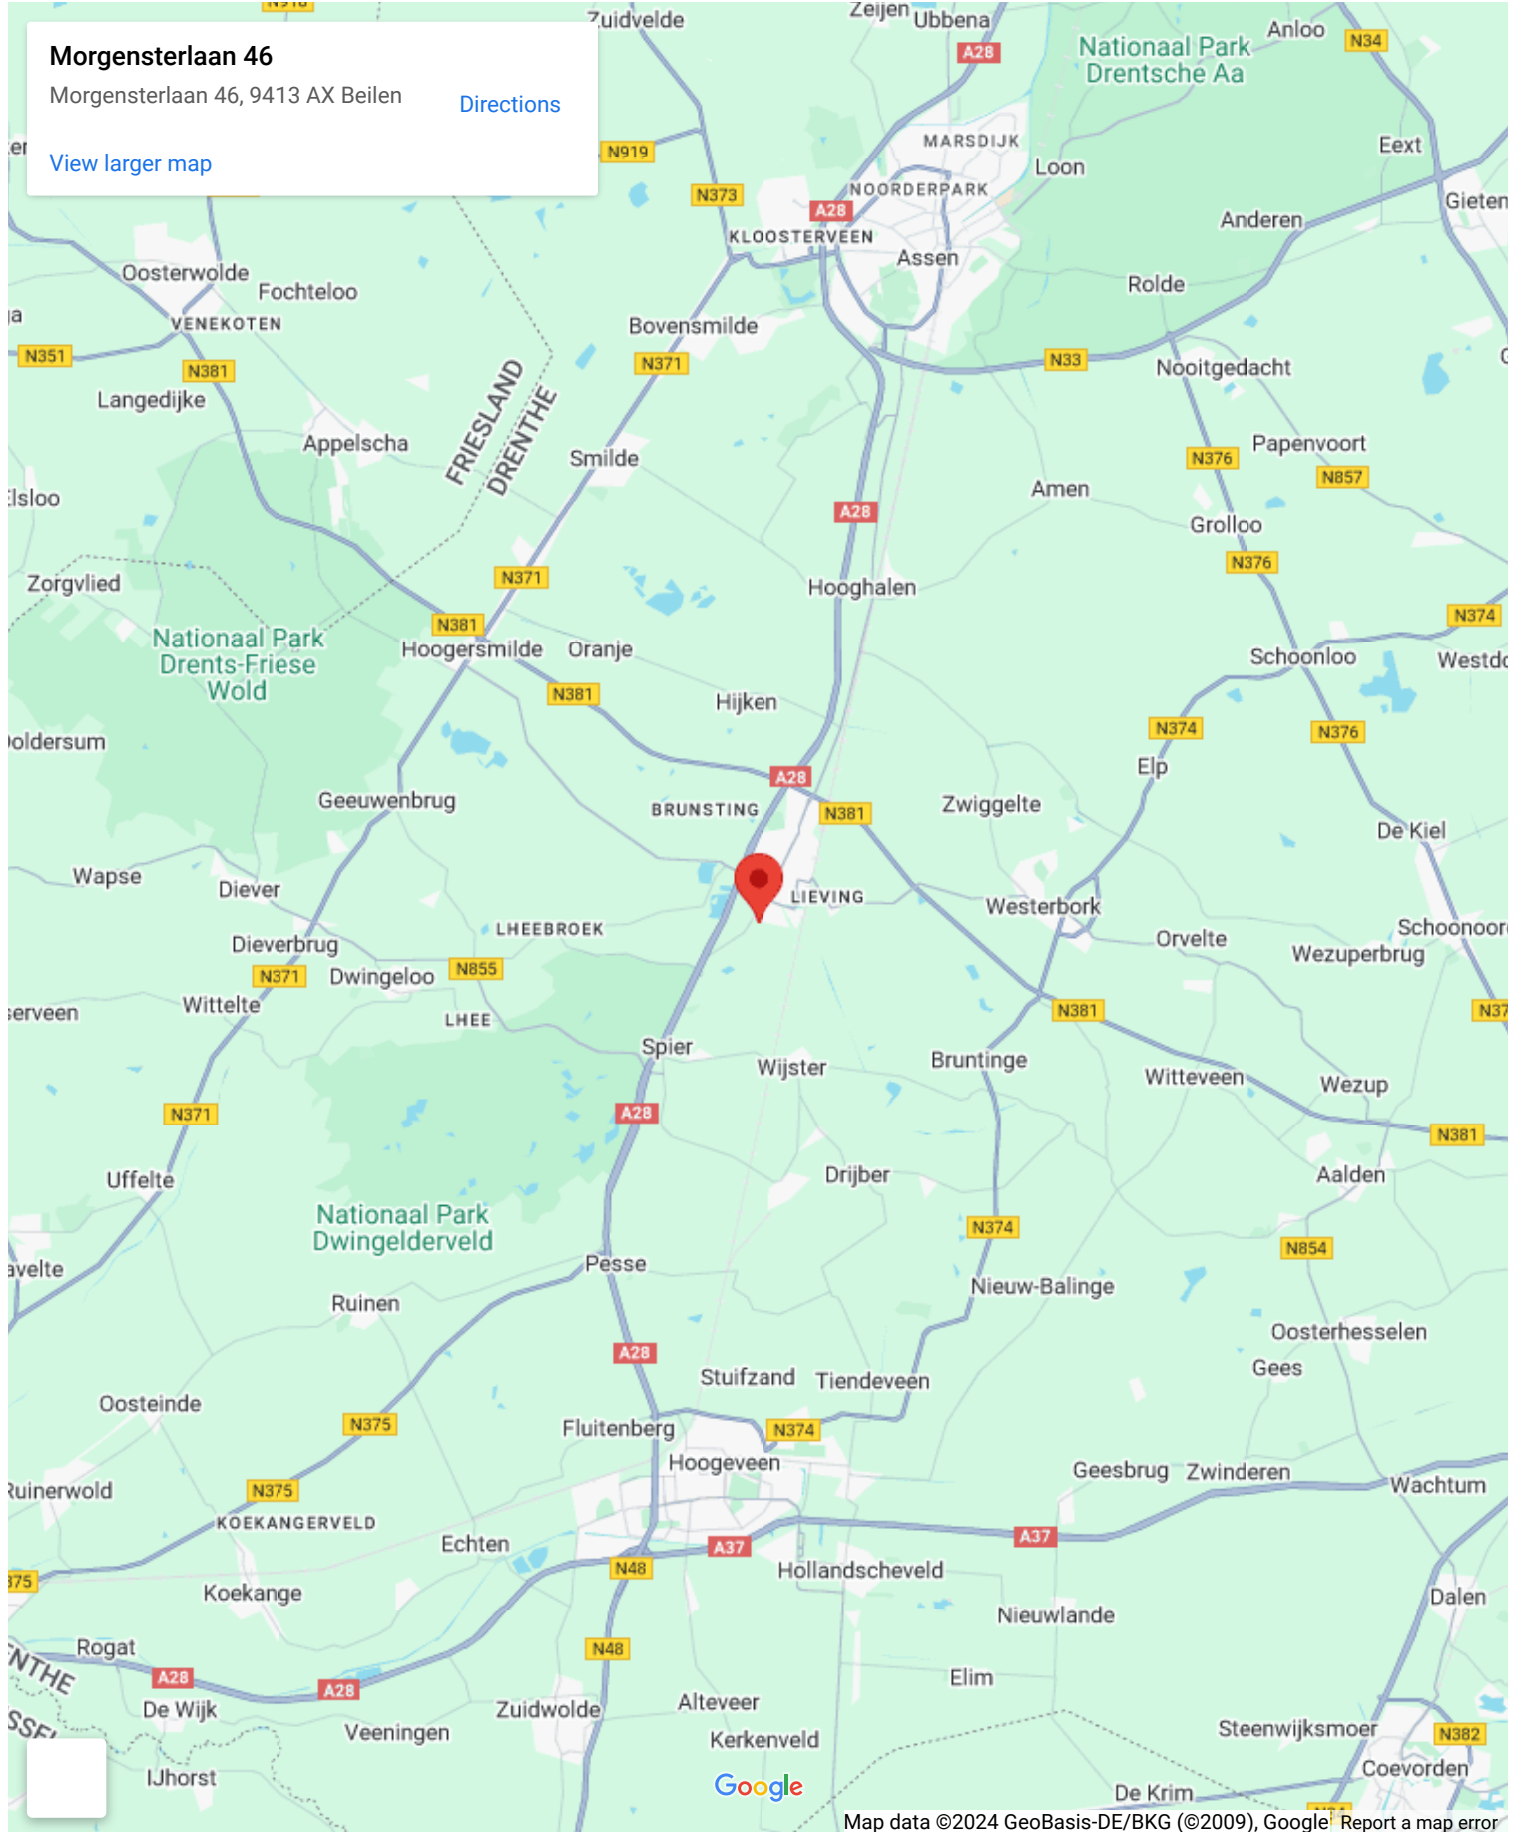 Morgensterlaan 46
Morgensterlaan 46, 9413 AX Beilen
Directions
View larger map
Zuidvelde
Zeijen
Ubbena
A28
Nationaal Park
Drentsche Aa
Anloo
N34
N919
MARSDIJK
Loon
Eext
N373
NOORDERPARK
A28
Gieten
KLOOSTERVEEN
Anderen
Assen
Oosterwolde
Fochteloo
Rolde
VENEKOTEN
Bovensmilde
N351
N381
N371
N33
Nooitgedacht
Langedijke
FRIESLAND
DRENTHE
Appelscha
Smilde
Papenvoort
N376
N857
Amen
A28
Grolloo
N376
Zorgvlied
N371
Hooghalen
N381
N374
Nationaal Park
Drents-Friese
Wold
Hoogersmilde
Oranje
Schoonloo
N381
Hijken
N374
N376
A28
Elp
Geeuwenbrug
BRUNSTING
N381
Zwiggelte
De Kiel
Wapse
Diever
LIEVING
Westerbork
LHEEBROEK
Dieverbrug
Orvelte
Wezuperbrug
N371
Dwingeloo
N855
Wittelte
LHEE
N381
Spier
Wijster
Bruntinge
Witteveen
Wezup
N371
A28
N381
Uffelte
Drijber
Aalden
Nationaal Park
Dwingelderveld
N374
N854
Pesse
Nieuw-Balinge
Ruinen
Oosterhesselen
A28
Gees
Stuifzand
Tiendeveen
Oosteinde
N375
Fluitenberg
N374
Hoogeveen
Geesbrug
Zwinderen
Wachtum
Ruinerwold
N375
KOEKANGERVELD
Echten
A37
A37
N48
Hollandscheveld
Koekange
Dalen
Nieuwlande
Rogat
N48
A28
A28
Elim
De Wijk
Zuidwolde
Alteveer
Veeningen
Kerkenveld
Steenwijksmoer
N382
IJhorst
Coevorden
Google
De Krim
Map data ©2024 GeoBasis-DE/BKG (©2009), Google
Report a map error